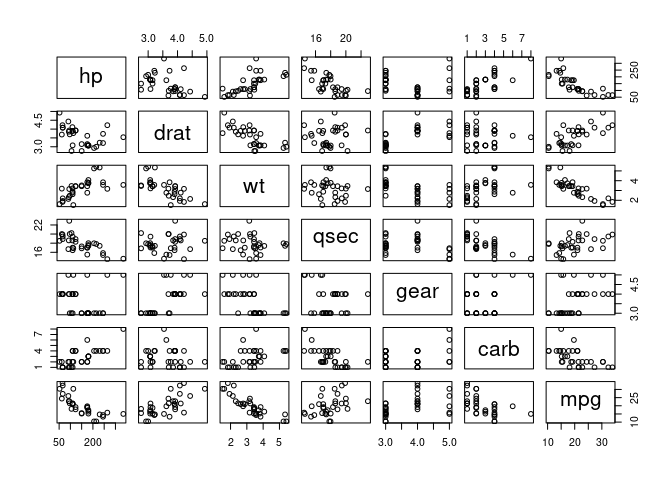 3.0 4.0 5.0
16 20
1 3 5 7
hp
50 250
3.0 4.5
drat
wt
2 4
16 22
qsec
gear
3.0 4.5
1 4 7
carb
mpg
10 25
50 200
2 3 4 5
3.0 4.0 5.0
10 20 30